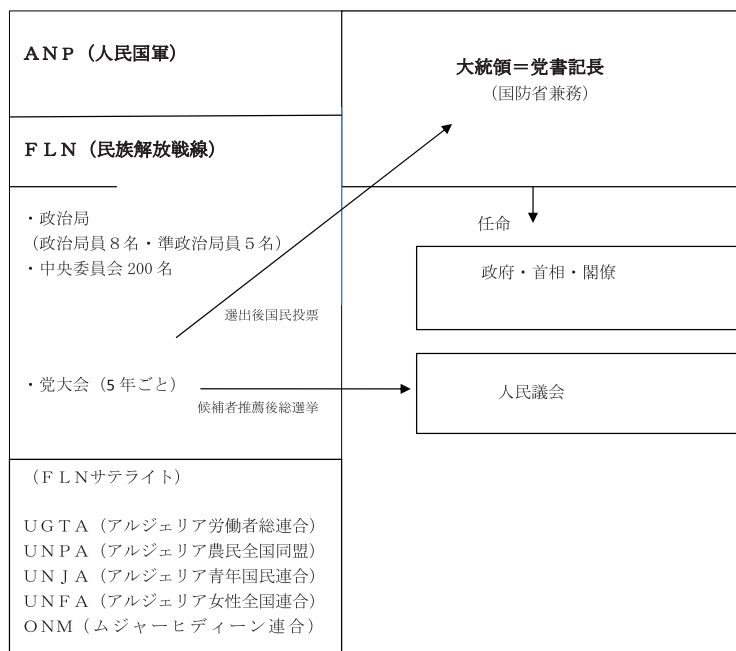 ＡＮＰ（人民国軍）
大統領＝党書記長
（国防省兼務）
ＦＬＮ（民族解放戦線）
・政治局
（政治局員８名・準政治局員５名）
・中央委員会 200 名
選出後国民投票
・党大会（５年ごと）
候補者推薦後総選挙
任命
政府・首相・閣僚
人民議会
（ＦＬＮサテライト）
ＵＧＴＡ（アルジェリア労働者総連合）
ＵＮＰＡ（アルジェリア農民全国同盟）
ＵＮＪＡ（アルジェリア青年国民連合）
ＵＮＦＡ（アルジェリア女性全国連合）
ＯＮＭ（ムジャーヒディーン連合）